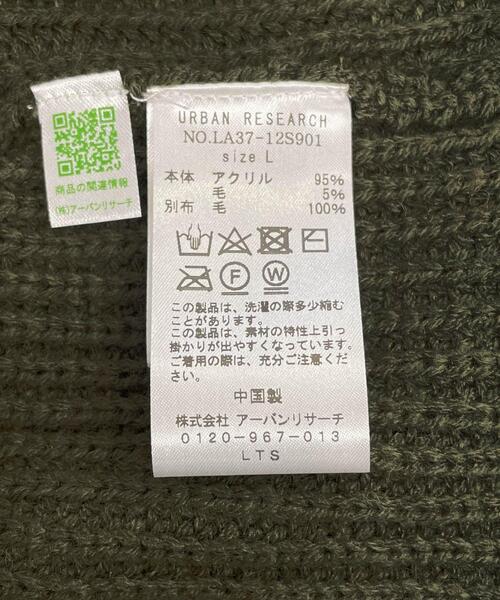 商品の関連情報
(株)アーバンリサーチ
URBAN RESEARCH
NO.LA37-12S901
size L
本体 アクリル 95%
毛 5%
別布 毛 100%
F W
この製品は、洗濯の際多少縮む
ことがあります。
この製品は、素材の特性上引っ
掛かりが出やすくなっています。
ご着用の際は、充分ご注意くだ
さい。
中国製
株式会社 アーバンリサーチ
0120-967-013
LTS